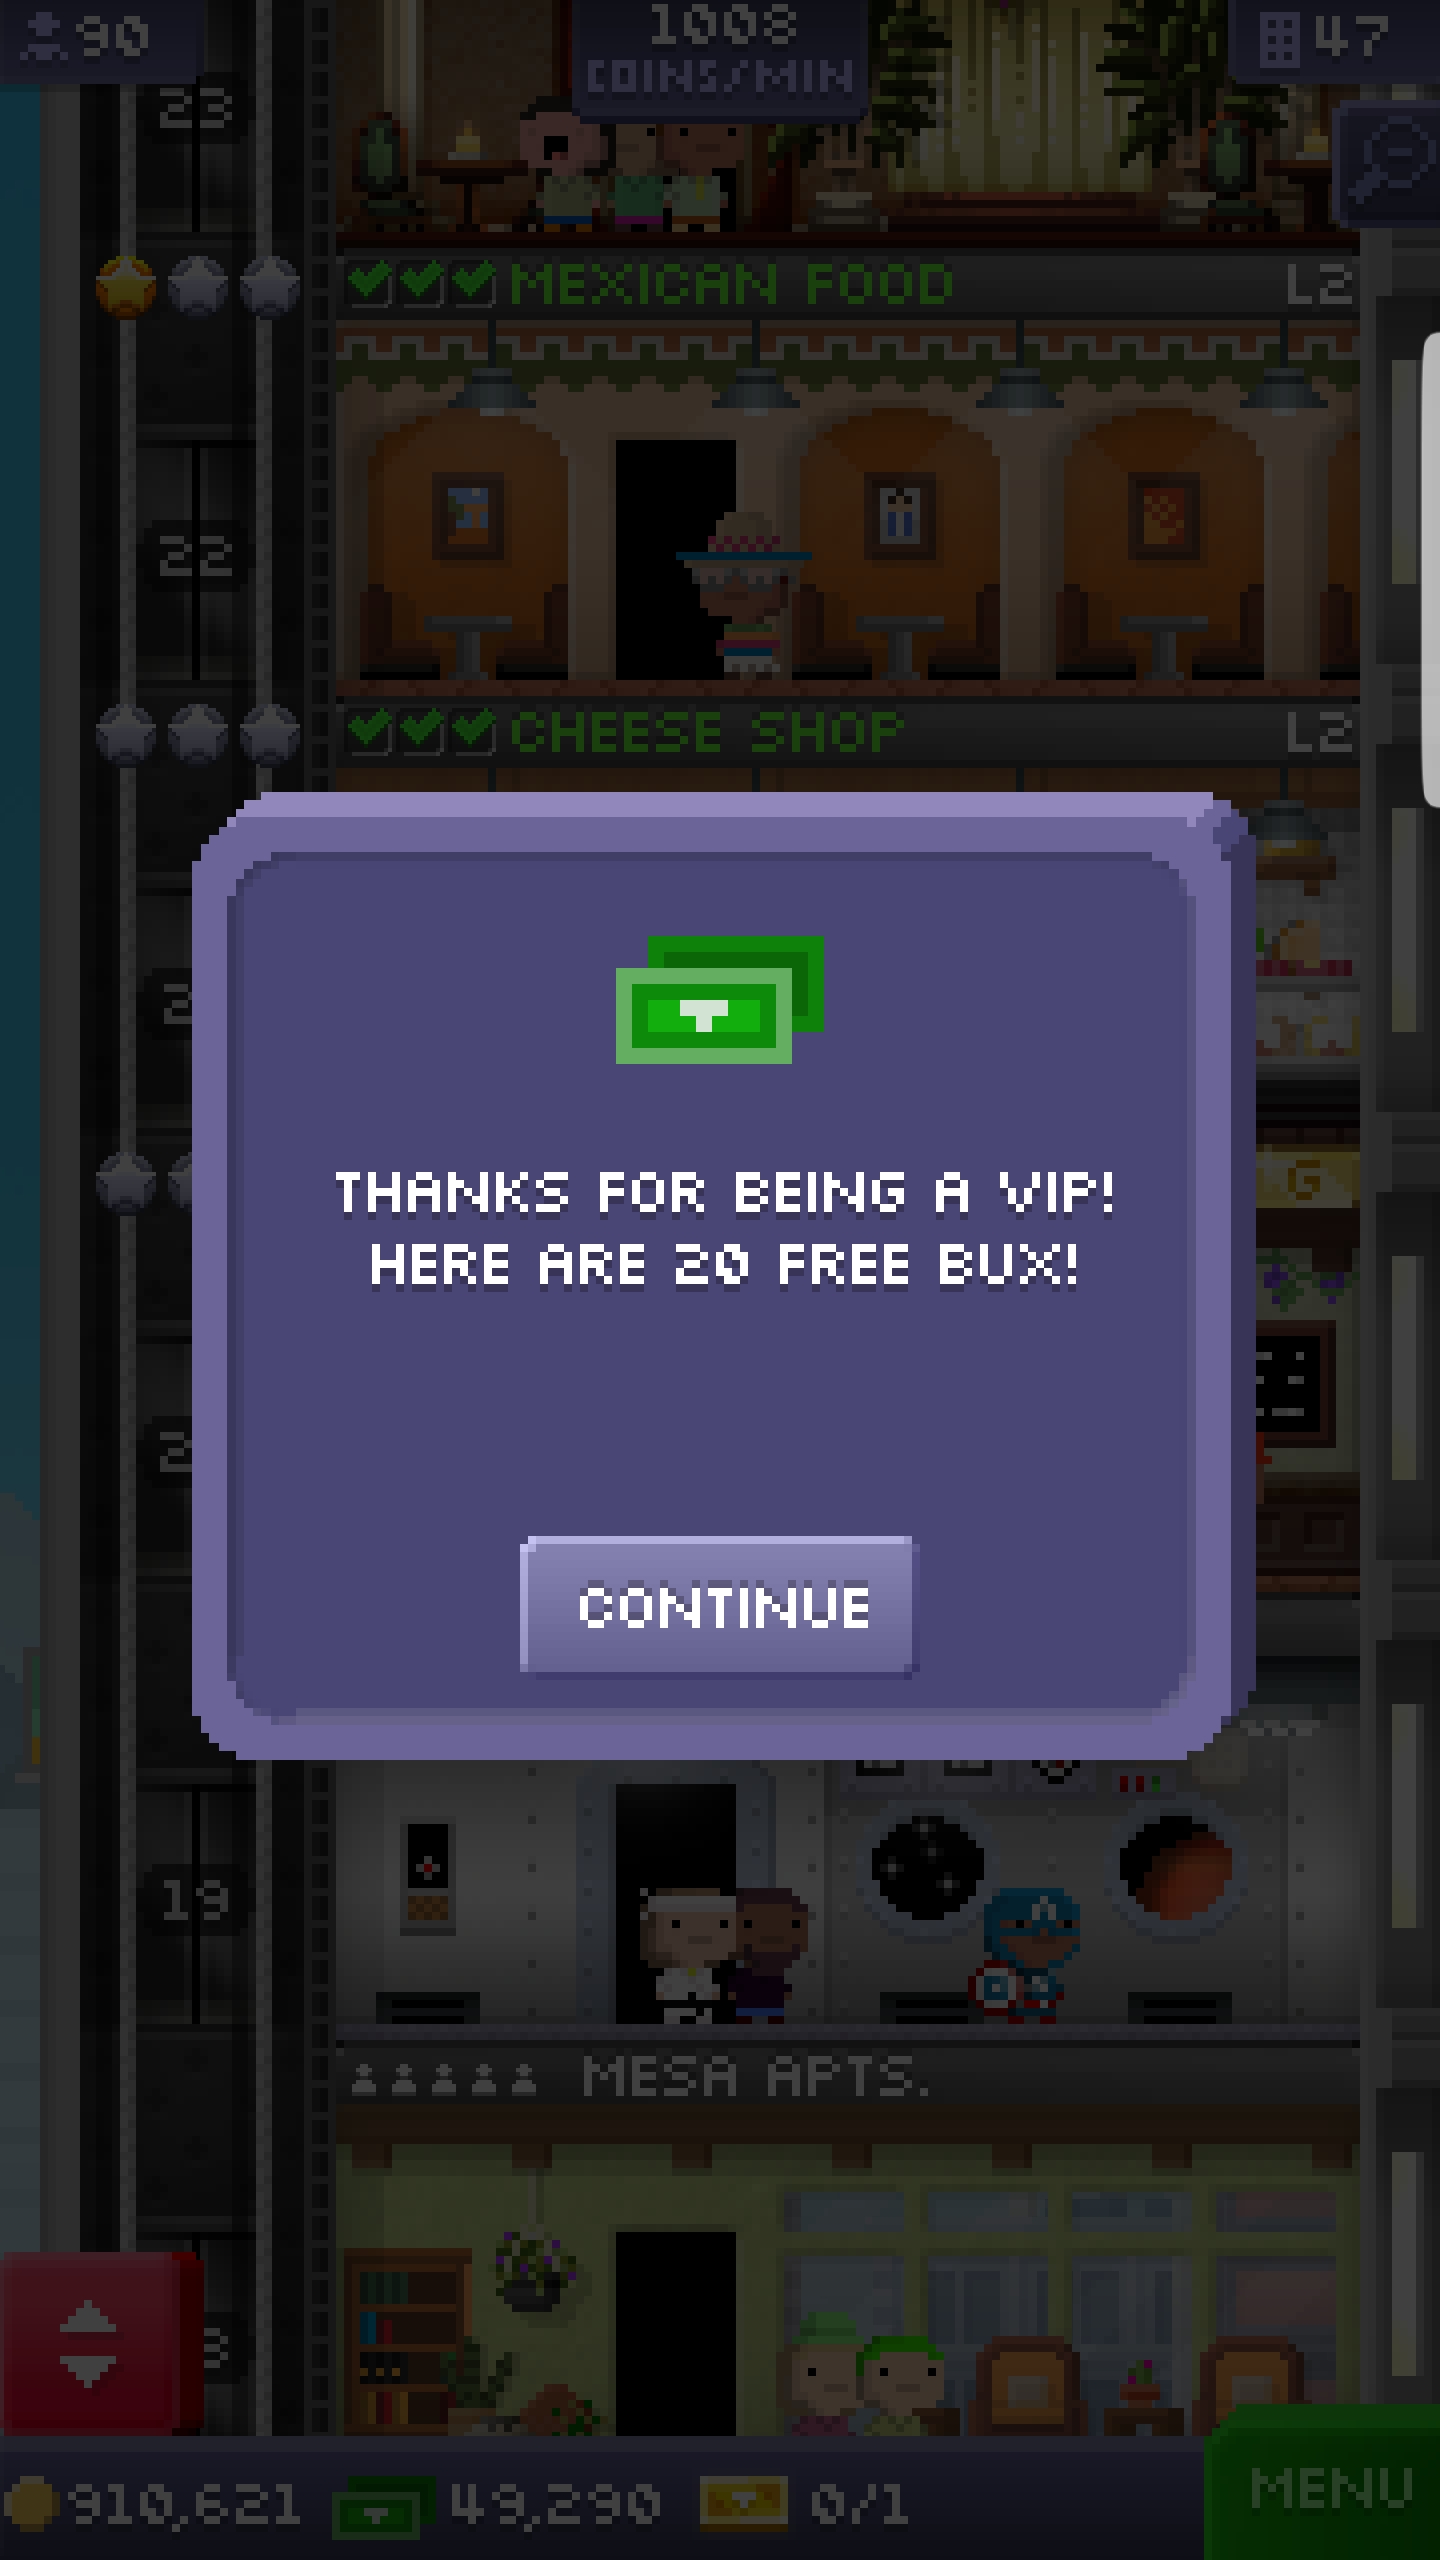 90
1008
COINS/MIN
47
23
MEXICAN FOOD
L2
22
CHEESE SHOP
L2
G
THANKS FOR BEING A VIP!
HERE ARE 20 FREE BUX!
CONTINUE
19
MESA APTS.
910,621
49,290
0/1
MENU